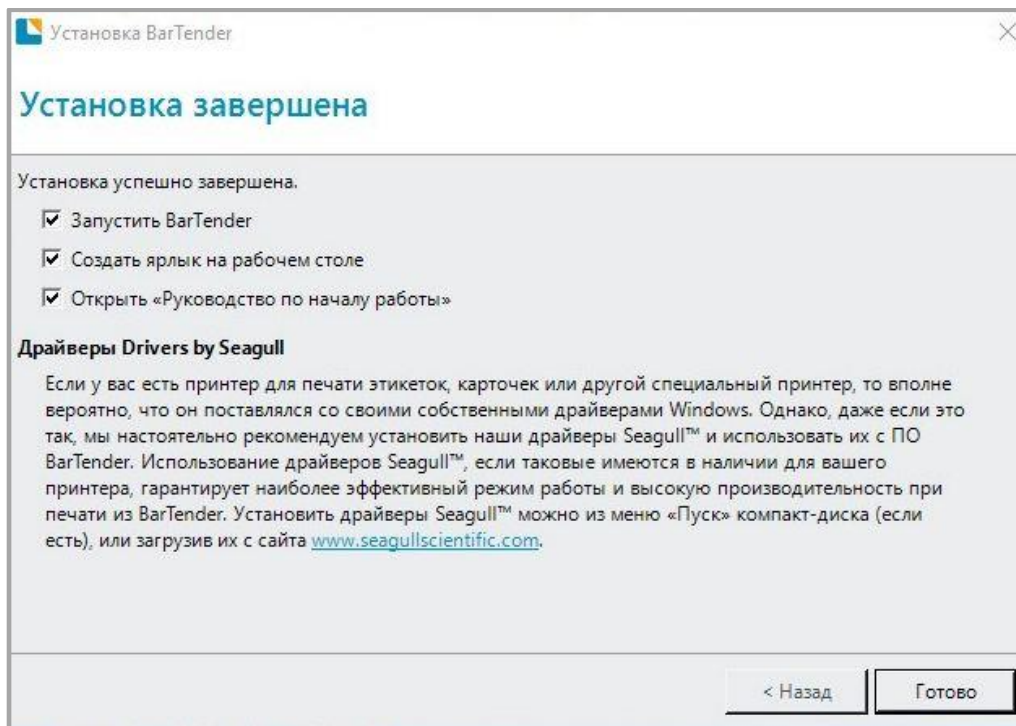 Установка BarTender
Установка завершена
Установка успешно завершена.
Запустить BarTender
Создать ярлык на рабочем столе
Открыть «Руководство по началу работы»
Драйверы Drivers by Seagull
Если у вас есть принтер для печати этикеток, карточек или другой специальный принтер, то вполне
вероятно, что он поставлялся со своими собственными драйверами Windows. Однако, даже если это
так, мы настоятельно рекомендуем установить наши драйверы Seagull™ и использовать их с ПО
BarTender. Использование драйверов Seagull™, если таковые имеются в наличии для вашего
принтера, гарантирует наиболее эффективный режим работы и высокую производительность при
печати из BarTender. Установить драйверы Seagull™ можно из меню «Пуск» компакт-диска (если
есть), или загрузив их с сайта www.seagullscientific.com.
< Назад
Готово